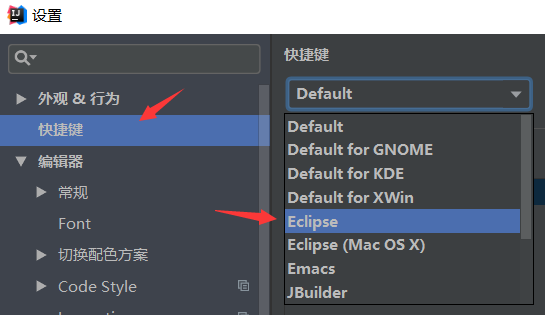 设置
外观 & 行为
快捷键
编辑器
常规
Font
切换配色方案
Code Style
快捷键
Default
Default
Default for GNOME
Default for KDE
Default for XWin
Eclipse
Eclipse (Mac OS X)
Emacs
JBuilder